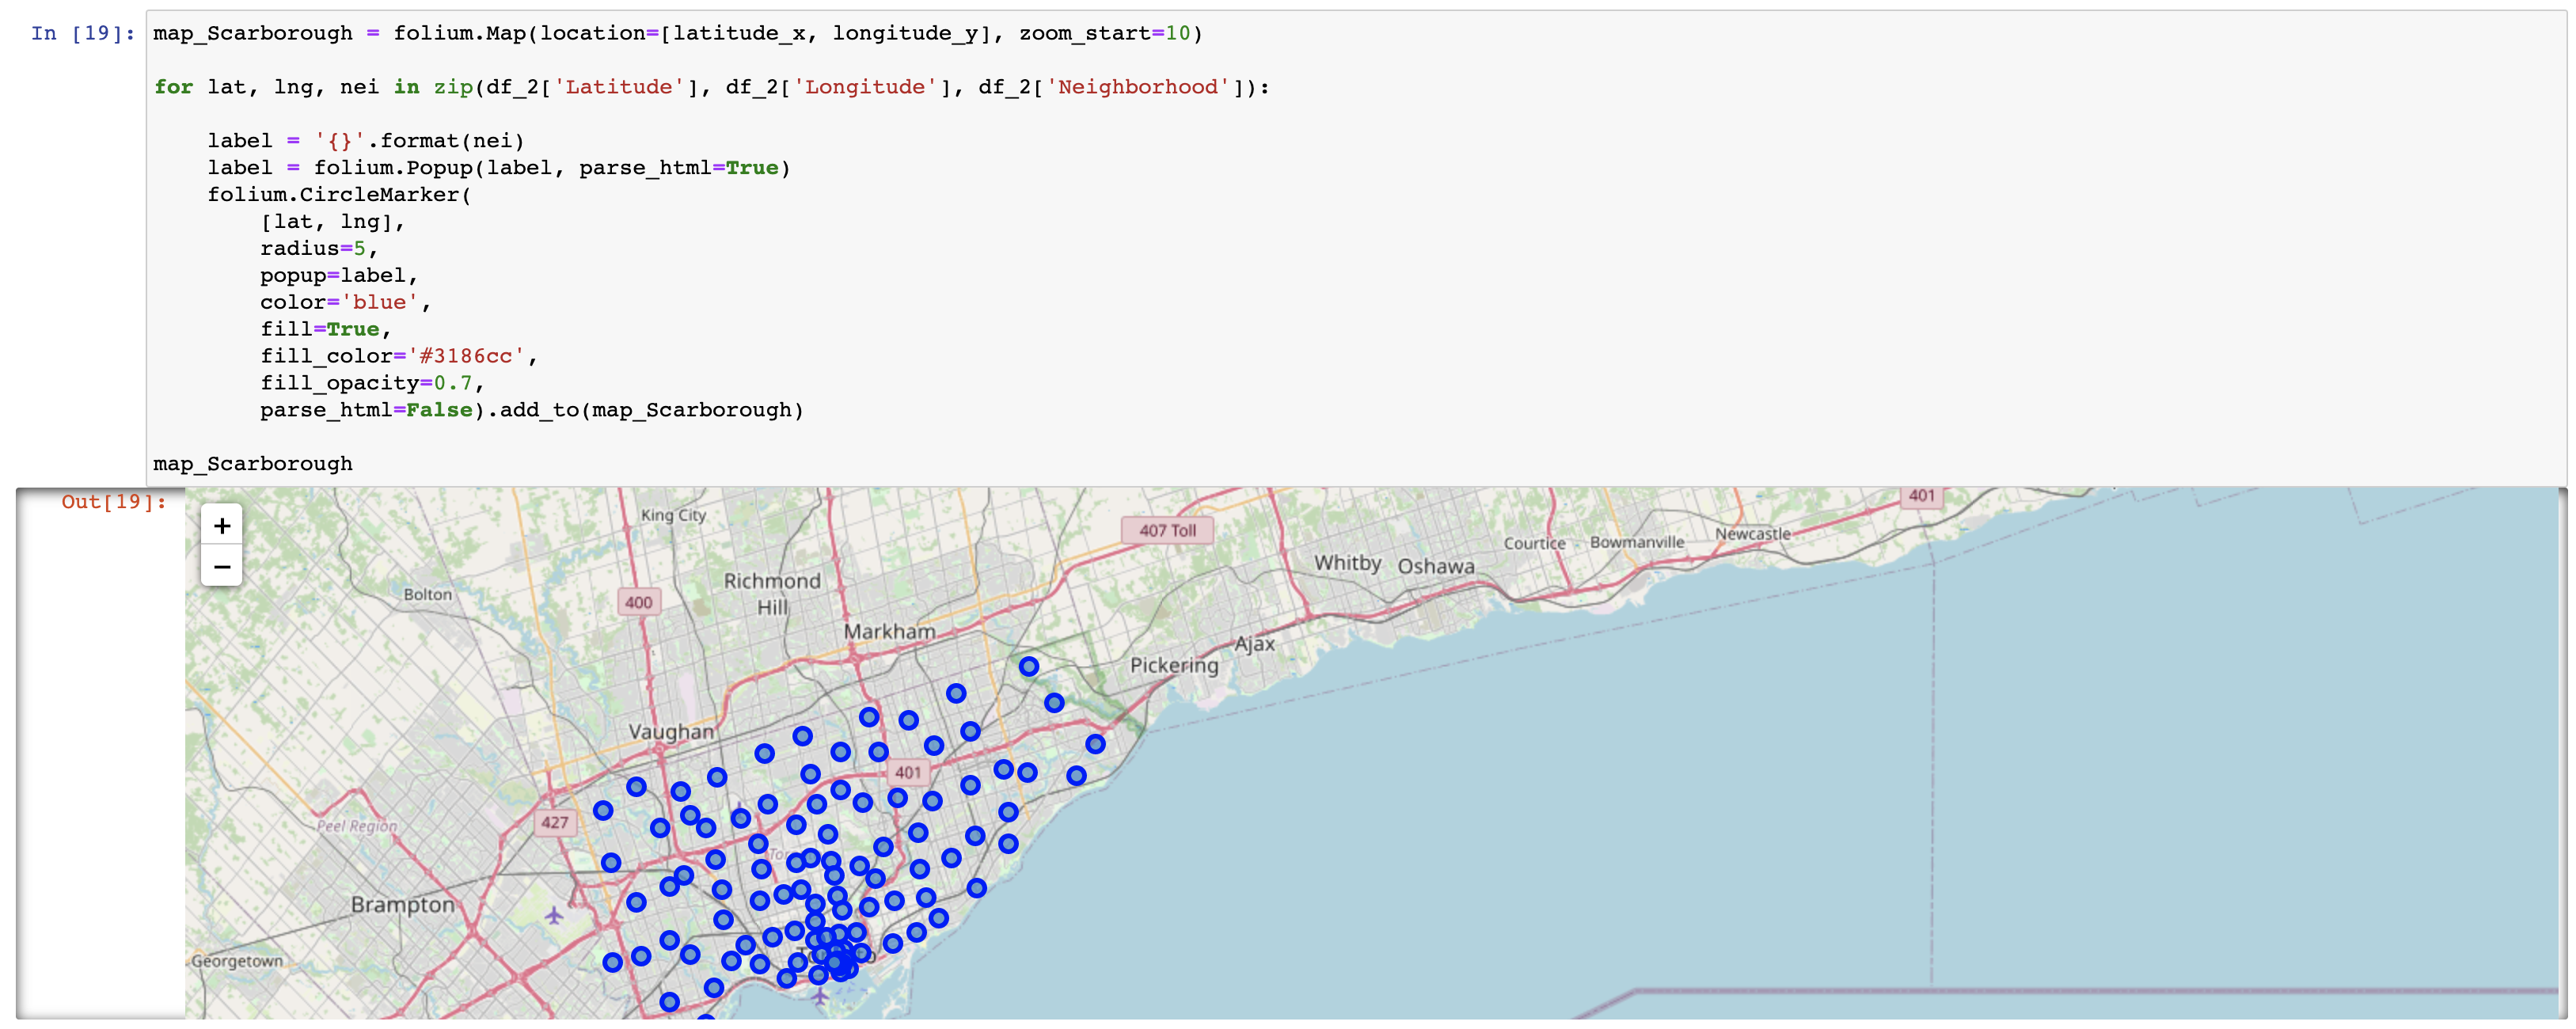 In [19]: map_Scarborough = folium.Map(location=[latitude_x, longitude_y], zoom_start=10)
for lat, lng, nei in zip(df_2['Latitude'], df_2['Longitude'], df_2['Neighborhood']):
    label = '{}'.format(nei)
    label = folium.Popup(label, parse_html=True)
    folium.CircleMarker(
        [lat, lng],
        radius=5,
        popup=label,
        color='blue',
        fill=True,
        fill_color='#3186cc',
        fill_opacity=0.7,
        parse_html=False).add_to(map_Scarborough)
map_Scarborough
Out[19]:
+
−
King City
407 Toll
401
Whitby
Oshawa
Courtice
Bowmanville
Newcastle
Bolton
400
Richmond
Hill
Markham
Ajax
Pickering
Vaughan
401
427
Peel Region
Brampton
Georgetown